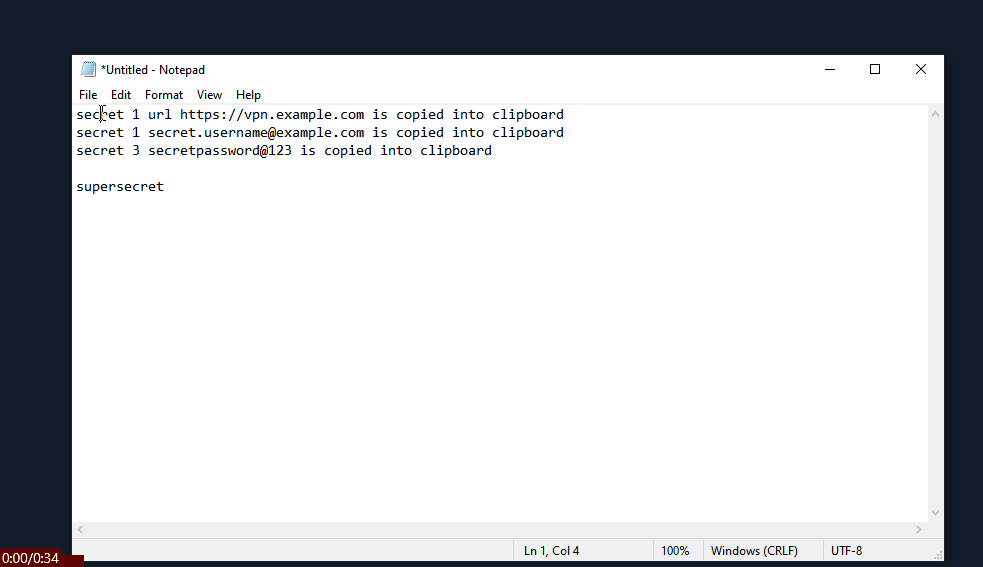 *Untitled - Notepad
File Edit Format View Help
secret 1 url https://vpn.example.com is copied into clipboard
secret 1 secret.username@example.com is copied into clipboard
secret 3 secretpassword@123 is copied into clipboard
supersecret
Ln 1, Col 4 100% Windows (CRLF) UTF-8
0:00/0:34